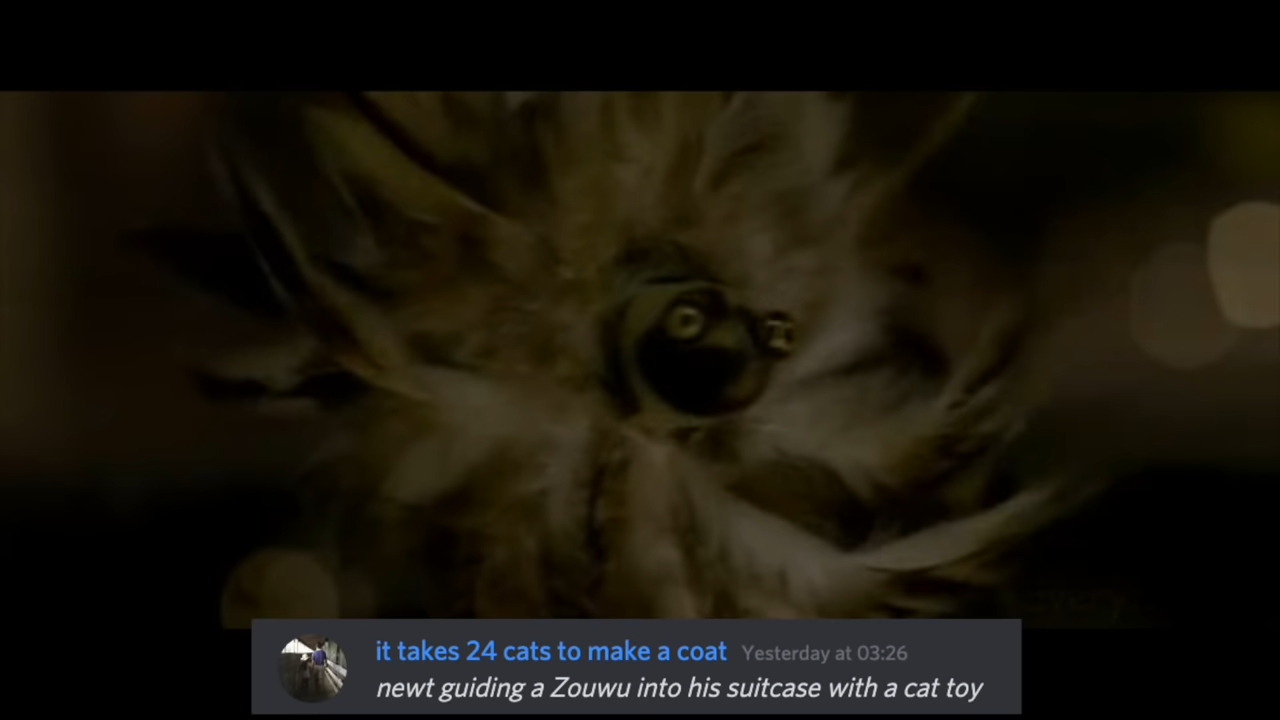 it takes 24 cats to make a coat Yesterday at 03:26
newt guiding a Zouwu into his suitcase with a cat toy